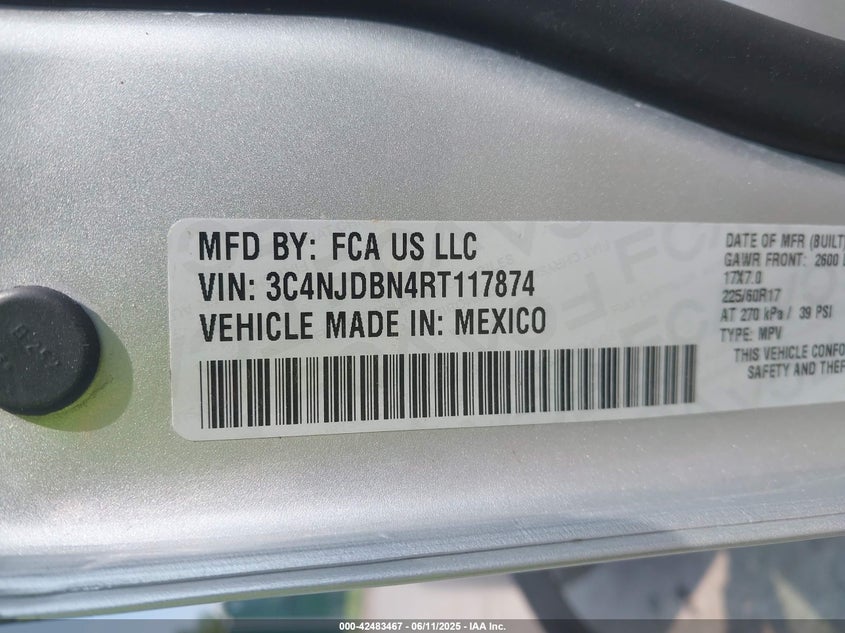 MFD BY: FCA US LLC
VIN: 3C4NJDBN4RT117874
VEHICLE MADE IN: MEXICO
DATE OF MFR (BUILT)
GAWR FRONT: 2600
17X7.0
225/60R17
AT 270 kPa / 39 PSI
TYPE: MPV
THIS VEHICLE
SAFETY AND
000-42483467 - 06/11/2025 - IAA Inc.